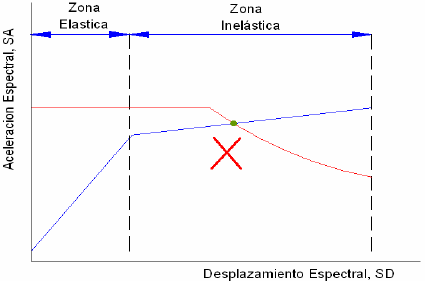 Zona
Elastica
Zona
Inelástica
Aceleracion Espectral, SA
Desplazamiento Espectral, SD